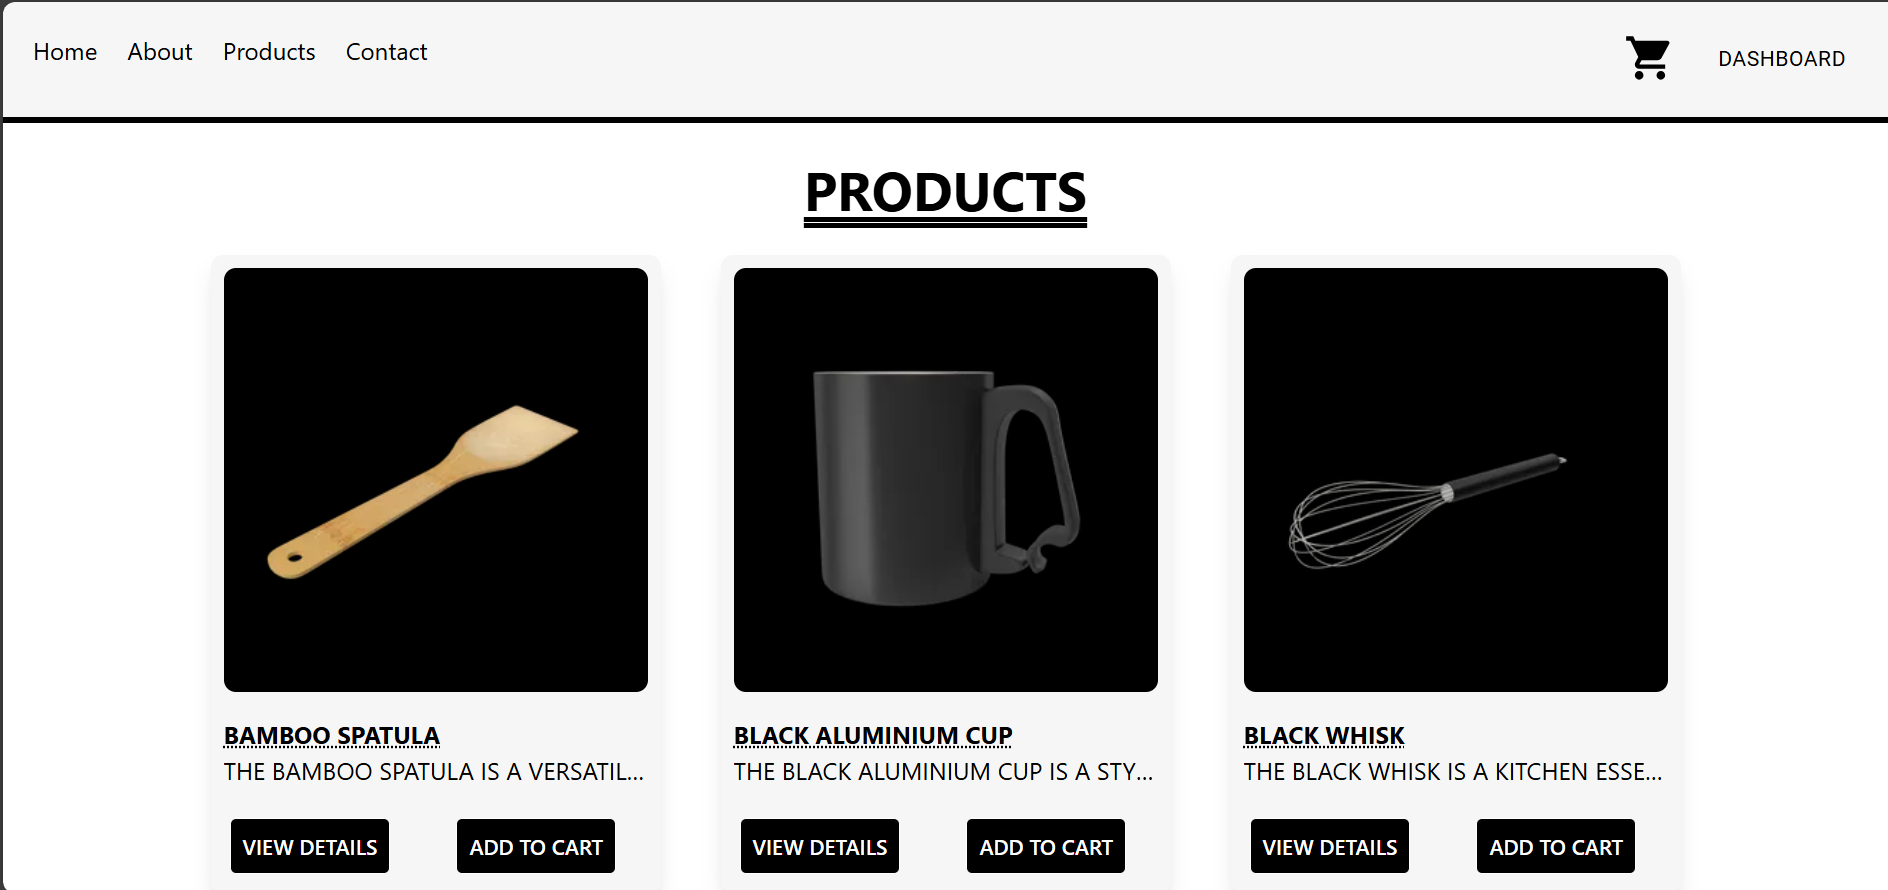 Home About Products Contact DASHBOARD
PRODUCTS
BAMBOO SPATULA BLACK ALUMINIUM CUP BLACK WHISK
THE BAMBOO SPATULA IS A VERSATIL... THE BLACK ALUMINIUM CUP IS A STY... THE BLACK WHISK IS A KITCHEN ESSE...
VIEW DETAILS ADD TO CART VIEW DETAILS ADD TO CART VIEW DETAILS ADD TO CART